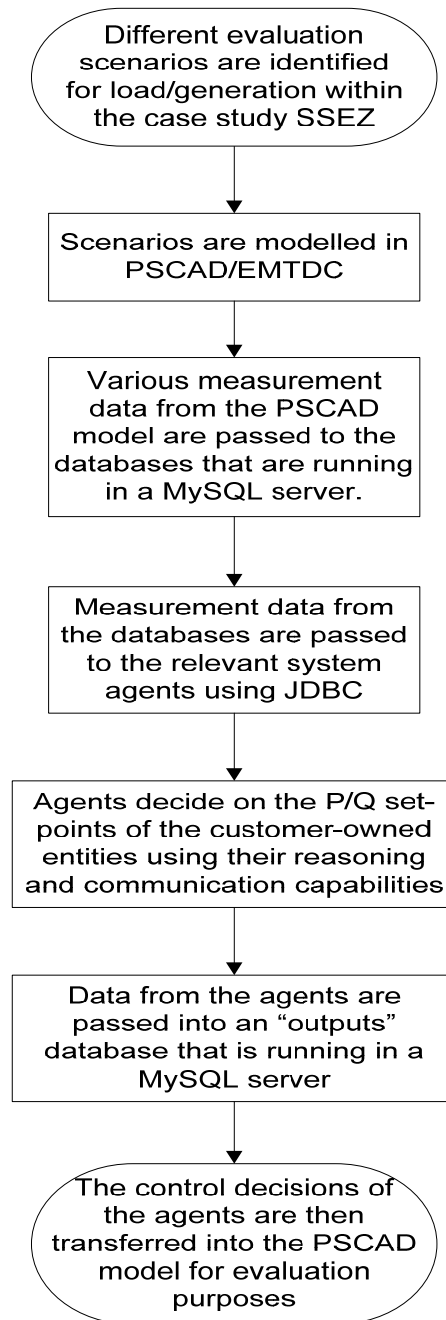 Different evaluation
scenarios are identified
for load/generation within
the case study SSEZ
Scenarios are modelled in
PSCAD/EMTDC
Various measurement
data from the PSCAD
model are passed to the
databases that are running
in a MySQL server.
Measurement data from
the databases are passed
to the relevant system
agents using JDBC
Agents decide on the P/Q set-
points of the customer-owned
entities using their reasoning
and communication capabilities
Data from the agents are
passed into an “outputs”
database that is running in a
MySQL server
The control decisions of
the agents are then
transferred into the PSCAD
model for evaluation
purposes